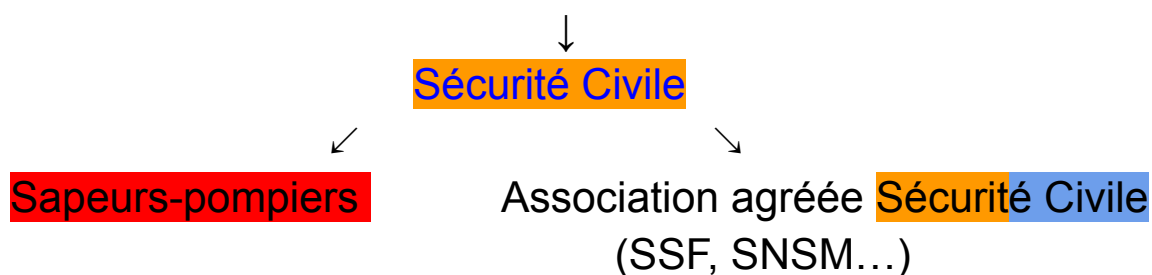 ↓
Sécurité Civile
↙ ↘
Sapeurs-pompiers Association agréée Sécurité Civile
(SSF, SNSM…)